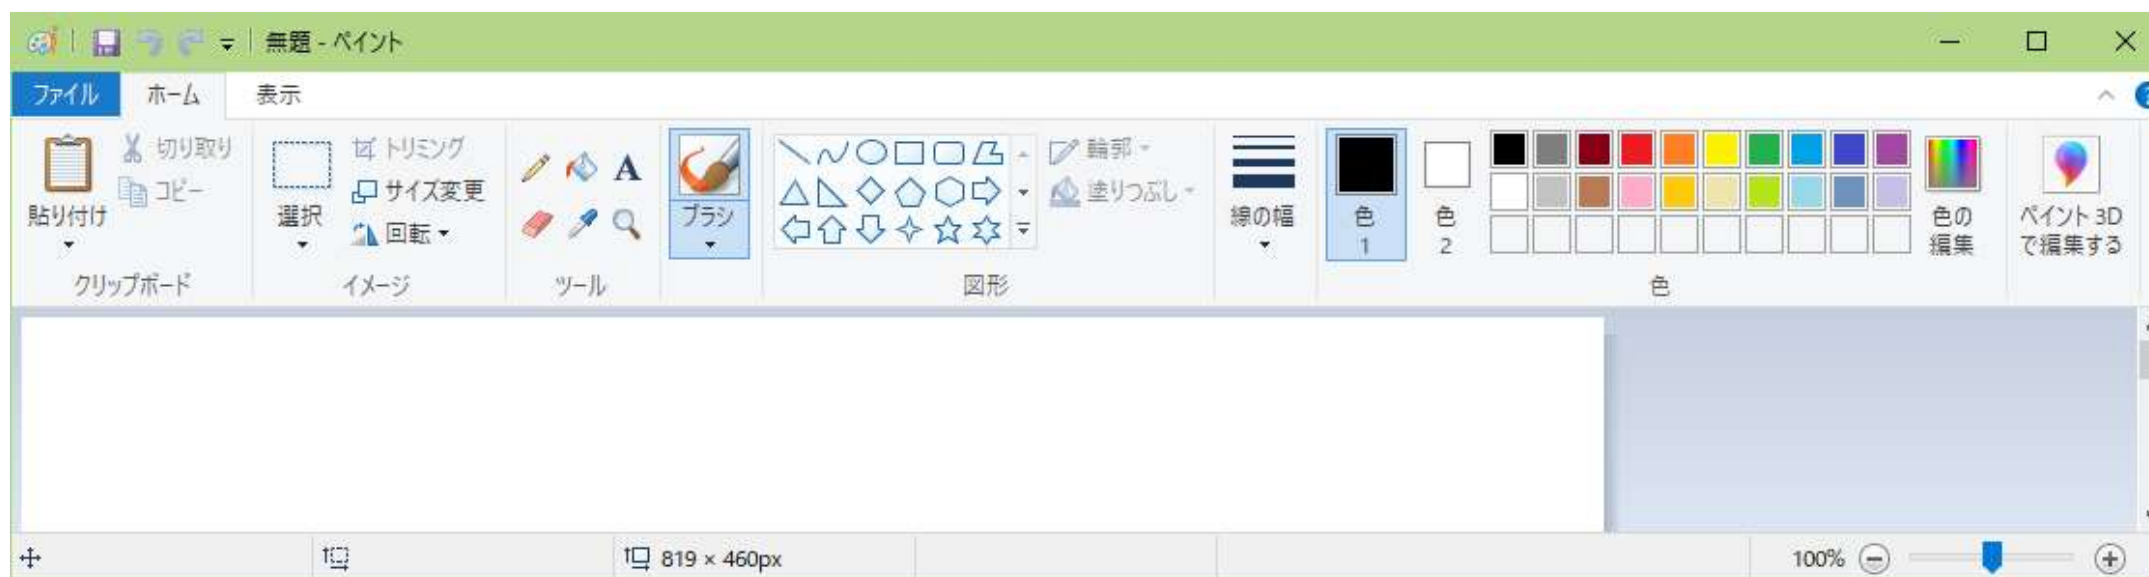 無題 - ペイント
ファイル ホーム 表示
貼り付け
切り取り
コピー
クリップボード
選択
トリミング
サイズ変更
回転
イメージ
A
ツール
ブラシ
輪郭
塗りつぶし
図形
線の幅
色
1
色
2
色の
編集
色
ペイント 3D
で編集する
819 × 460px
100%